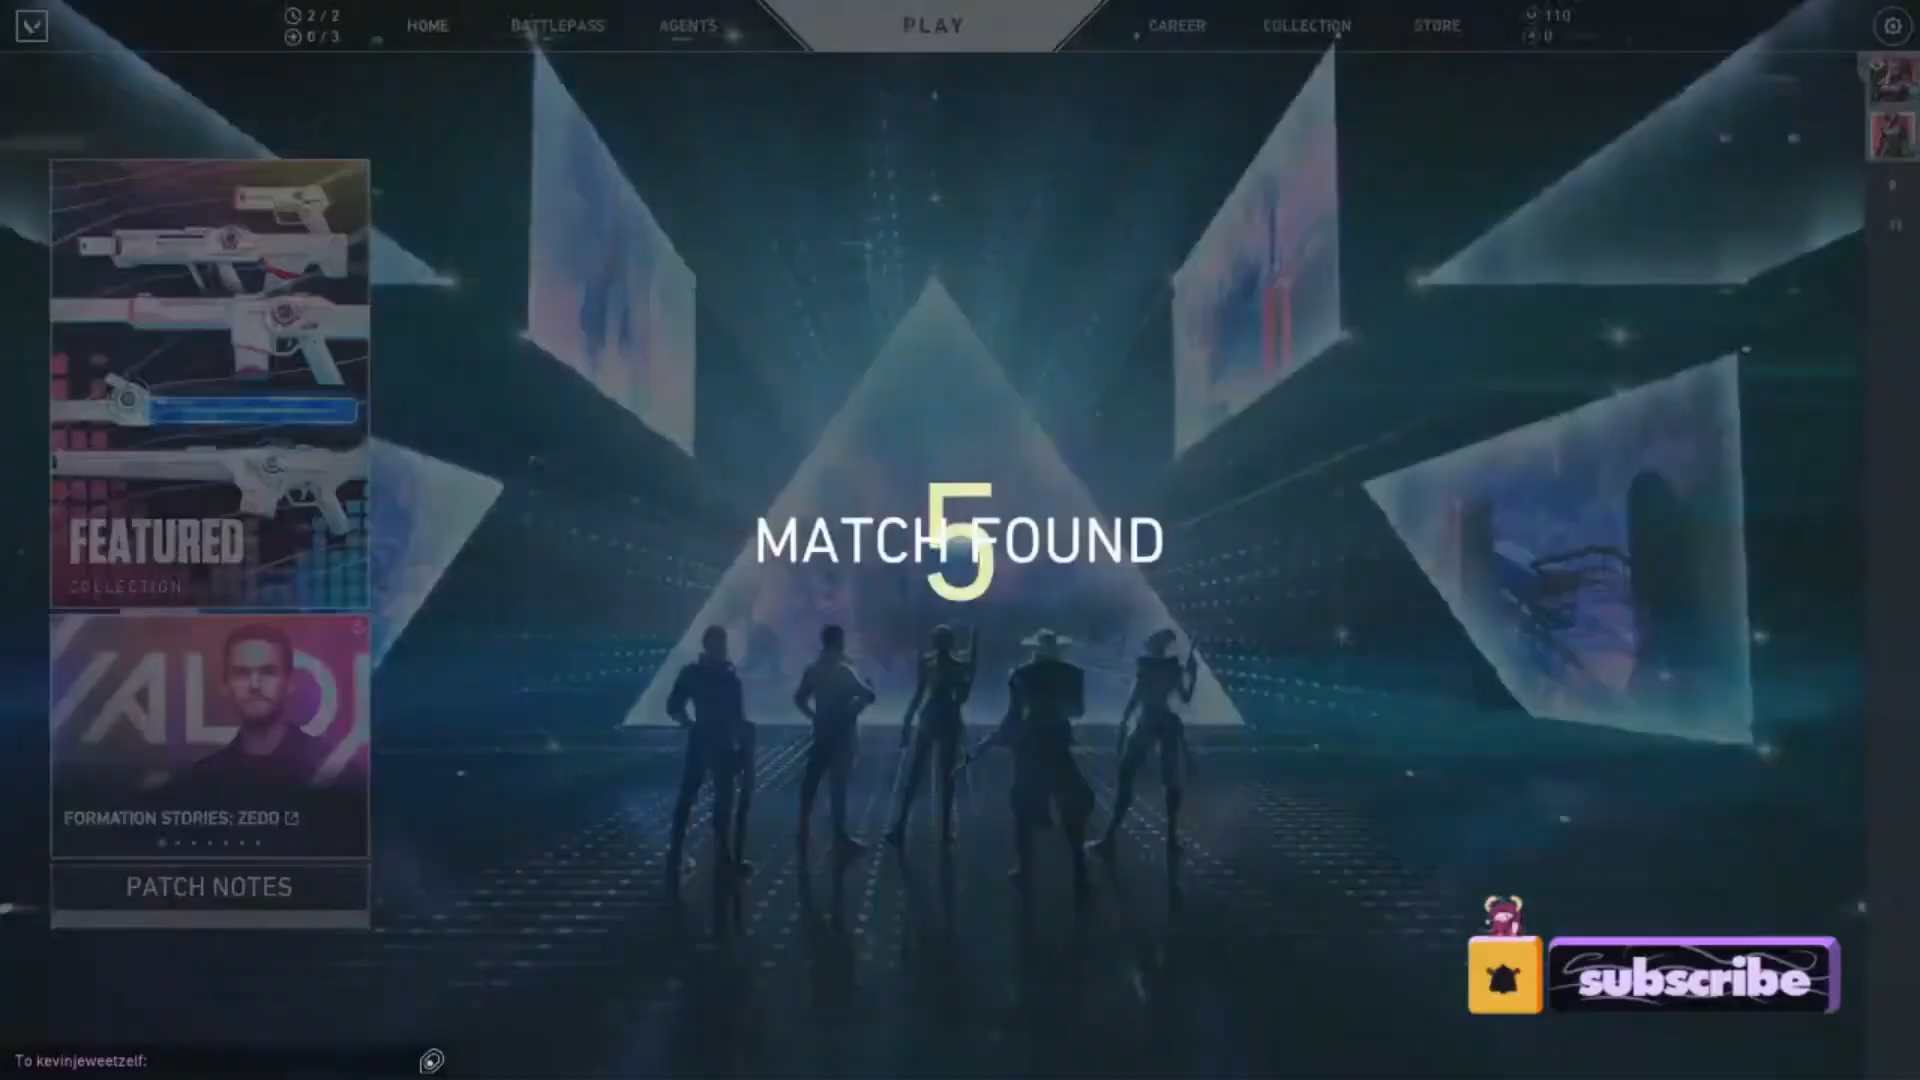 2 / 2
0 / 3
HOME
BATTLEPASS
AGENTS
PLAY
CAREER
COLLECTION
STORE
110
0
FEATURED
COLLECTION
5
MATCH FOUND
VALO
FORMATION STORIES: ZEDD
PATCH NOTES
subscribe
To kevinjeweetzelf: